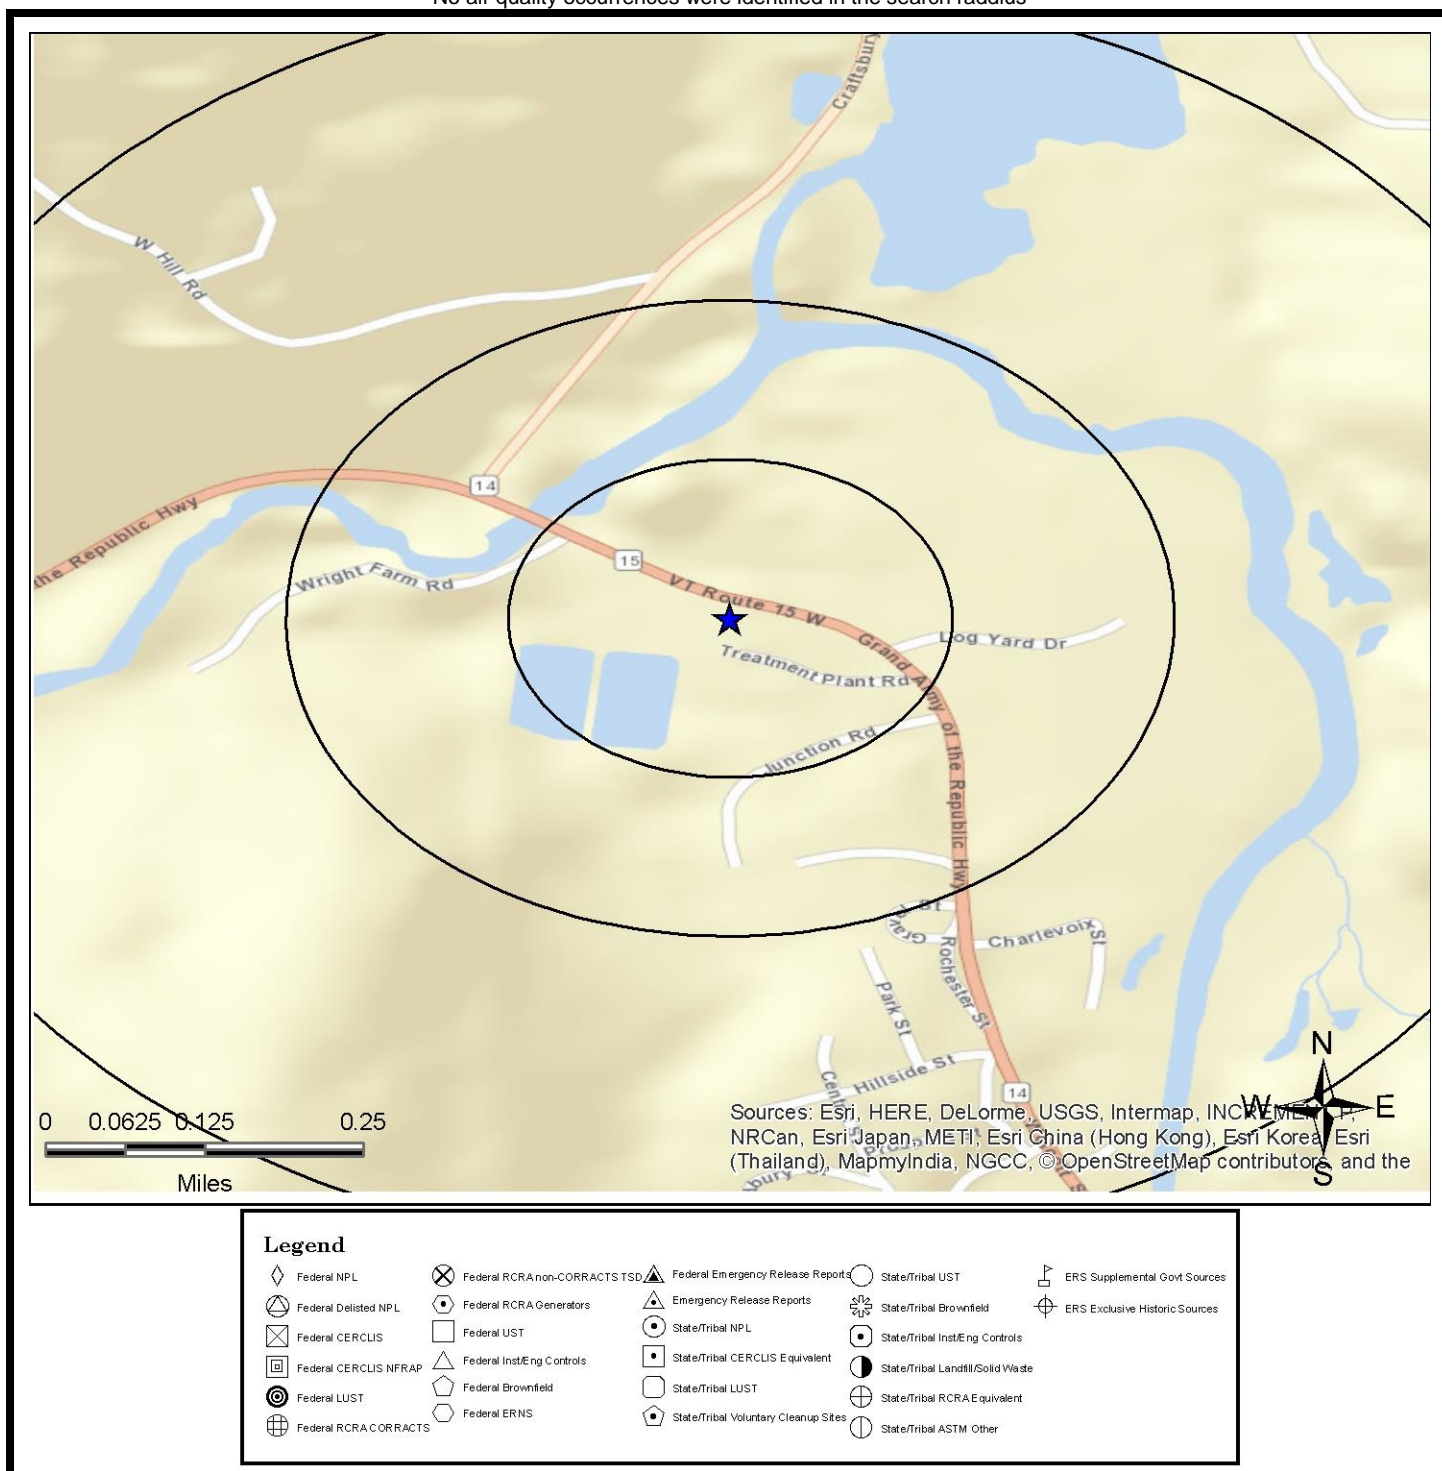 No air quality occurrences were identified in the search raddius
Craftsbury
W Hill Rd
14
the Republic Hwy
Wright Farm Rd
15
VT Route 15 W
Grand Army of the Republic Hwy
Log Yard Dr
Treatment Plant Rd
Junction Rd
St
Charlevoix St
Rochester St
Park St
Hillside St
14
N
W
E
S
0 0.0625 0.125 0.25
Miles
Sources: Esri, HERE, DeLorme, USGS, Intermap, INCREMENT P,
NRCan, Esri Japan, METI, Esri China (Hong Kong), Esri Korea, Esri
(Thailand), MapmyIndia, NGCC, © OpenStreetMap contributors, and the
Legend
Federal NPL
Federal Delisted NPL
Federal CERCLIS
Federal CERCLIS NFRAP
Federal LUST
Federal RCRA CORRACTS
Federal RCRA non-CORRACTS TSD
Federal RCRA Generators
Federal UST
Federal Inst/Eng Controls
Federal Brownfield
Federal ERNS
Federal Emergency Release Reports
Emergency Release Reports
State/Tribal NPL
State/Tribal CERCLIS Equivalent
State/Tribal LUST
State/Tribal Voluntary Cleanup Sites
State/Tribal UST
State/Tribal Brownfield
State/Tribal Inst/Eng Controls
State/Tribal Landfill/Solid Waste
State/Tribal RCRA Equivalent
State/Tribal ASTM Other
ERS Supplemental Govt Sources
ERS Exclusive Historic Sources